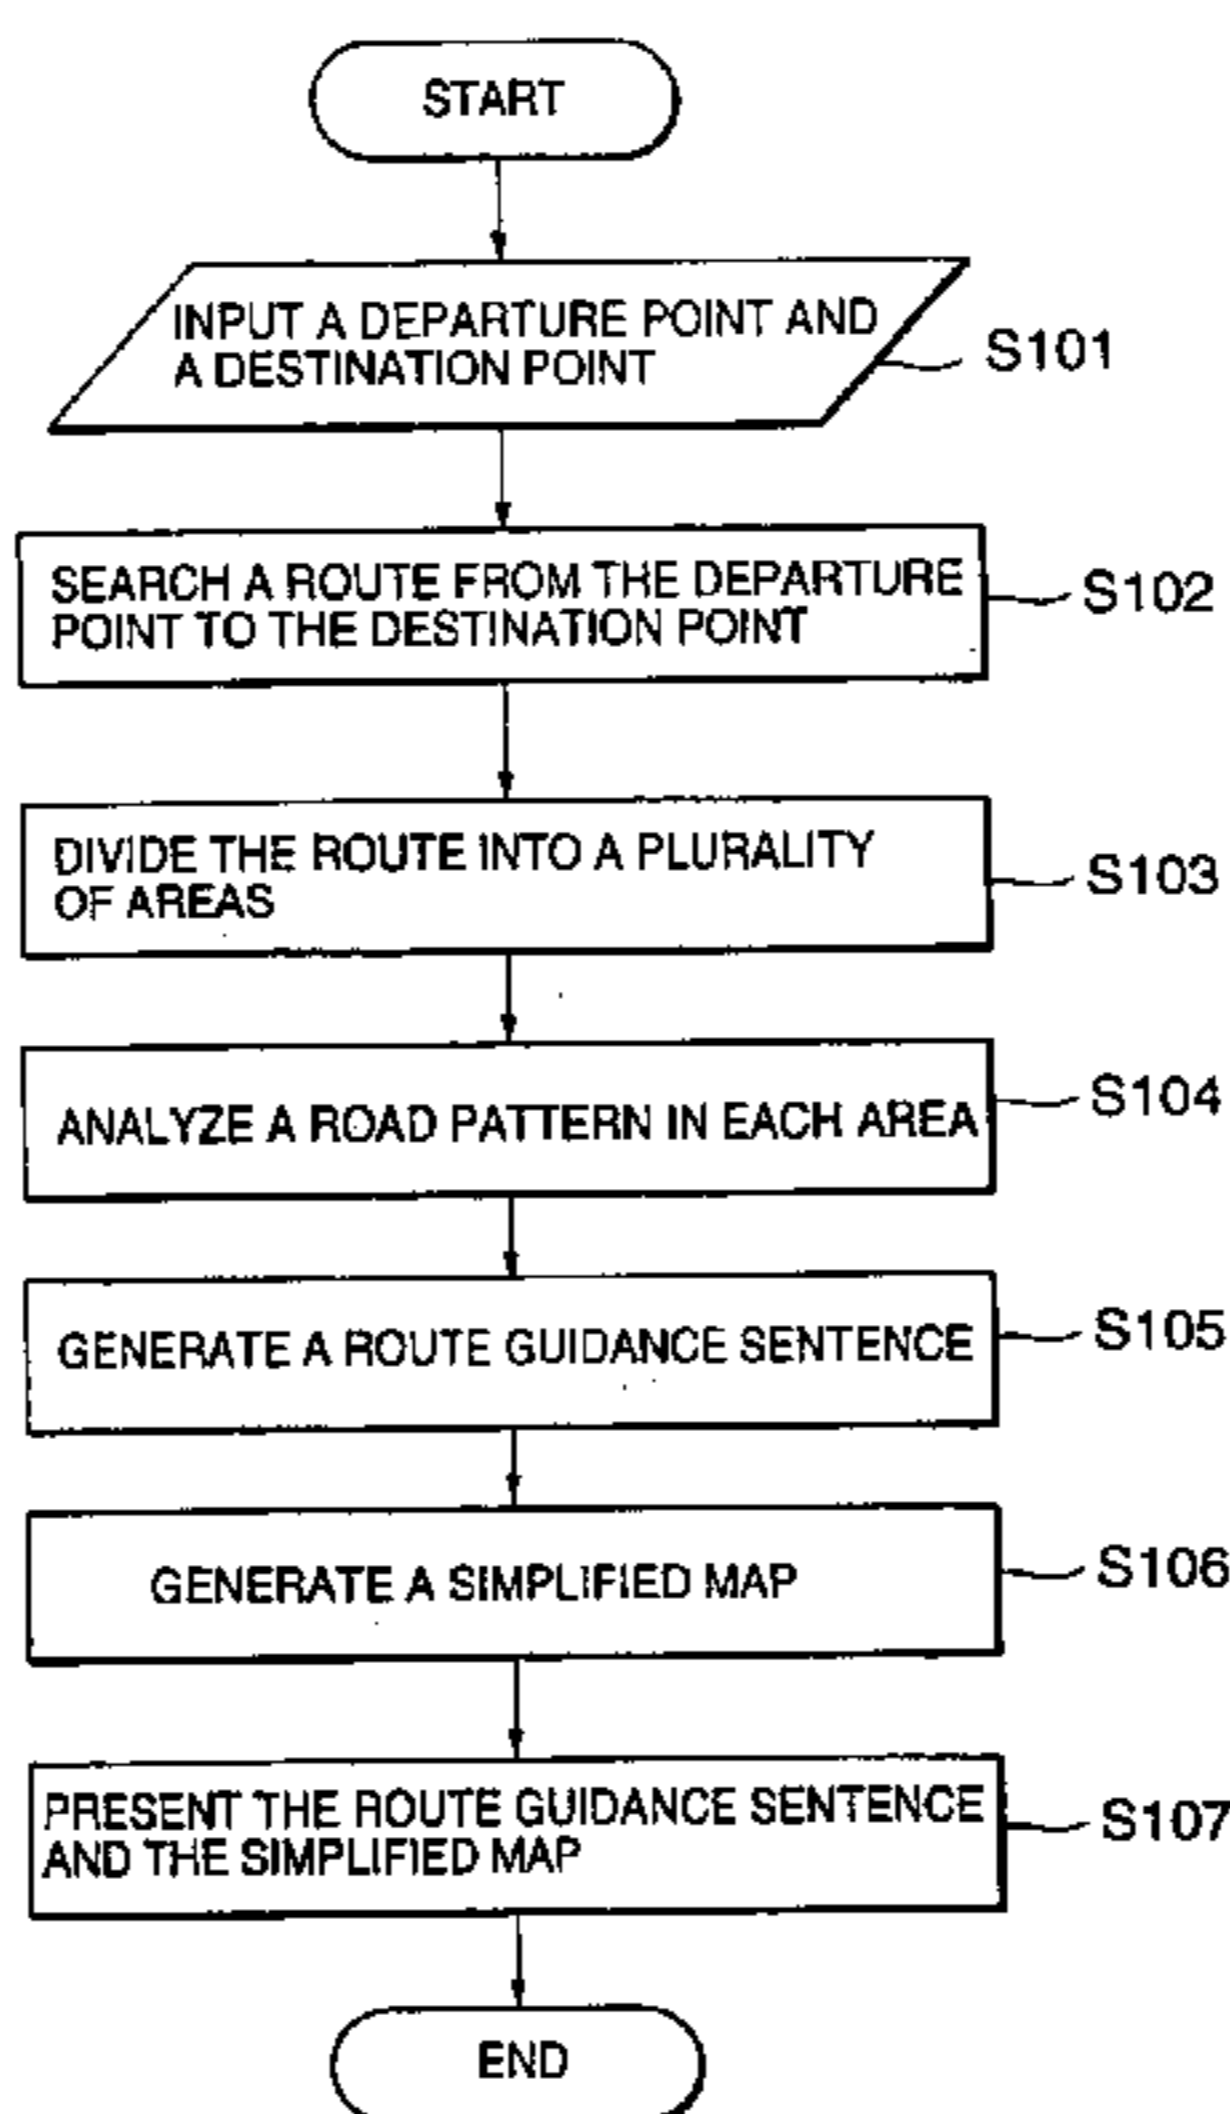 START
INPUT A DEPARTURE POINT AND
A DESTINATION POINT
S101
SEARCH A ROUTE FROM THE DEPARTURE
POINT TO THE DESTINATION POINT
S102
DIVIDE THE ROUTE INTO A PLURALITY
OF AREAS
S103
ANALYZE A ROAD PATTERN IN EACH AREA
S104
GENERATE A ROUTE GUIDANCE SENTENCE
S105
GENERATE A SIMPLIFIED MAP
S106
PRESENT THE ROUTE GUIDANCE SENTENCE
AND THE SIMPLIFIED MAP
S107
END